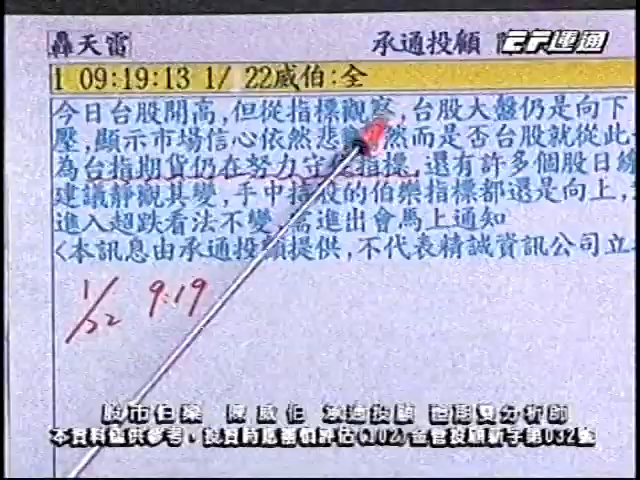 轟天雷 承通投顧
運通
1 09:19:13 1/ 22威伯:全
今日台股開高,但從指標觀察,台股大盤仍是向下
壓,顯示市場信心依然悲 然而是否台股就從此
為台指期貨仍在努力守住指標,還有許多個股日線
建議靜觀其變,手中持股的伯樂指標都還是向上,
進入超跌看法不變,需進出會馬上通知
<本訊息由承通投顧提供,不代表精誠資訊公司立
1/22 9:19
股市伯樂 陳威伯 承通投顧 證期雙分析師
本資料僅供參考,投資時應審慎評估(102)金管投顧新字第032號